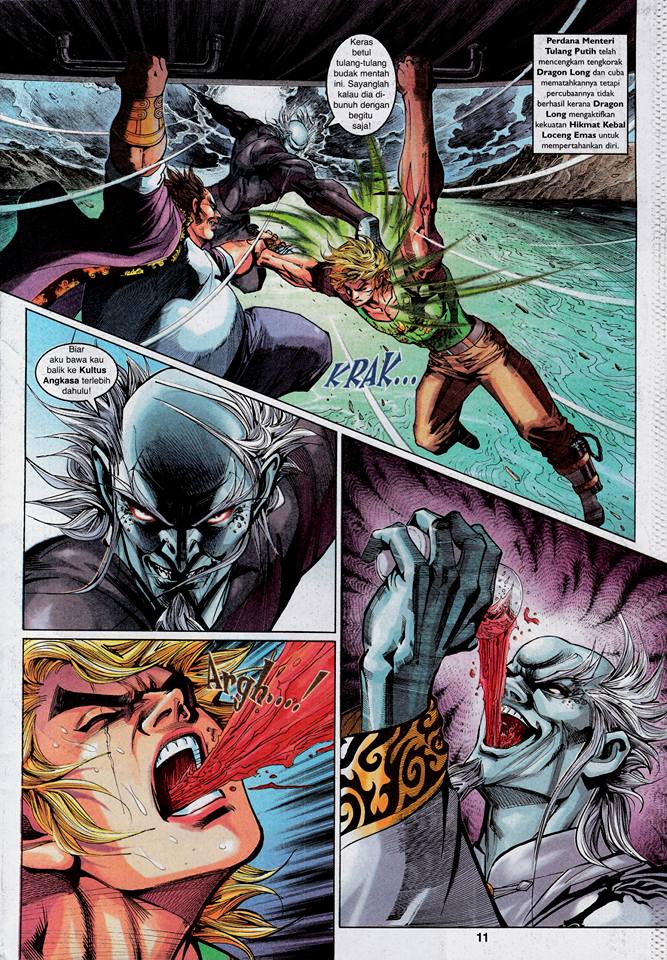 Keras
betul
tulang-tulang
budak mentah
ini. Sayanglah
kalau dia di-
bunuh dengan
begitu
saja!
Perdana Menteri
Tulang Putih telah
mencengkam tengkorak
Dragon Long dan cuba
mematahkannya tetapi
percubaannya tidak
berhasil kerana Dragon
Long mengaktifkan
kekuatan Hikmat Kebal
Loceng Emas untuk
mempertahankan diri.
KRAK...
Biar
aku bawa kau
balik ke Kultus
Angkasa terlebih
dahulu!
Argh....!
11